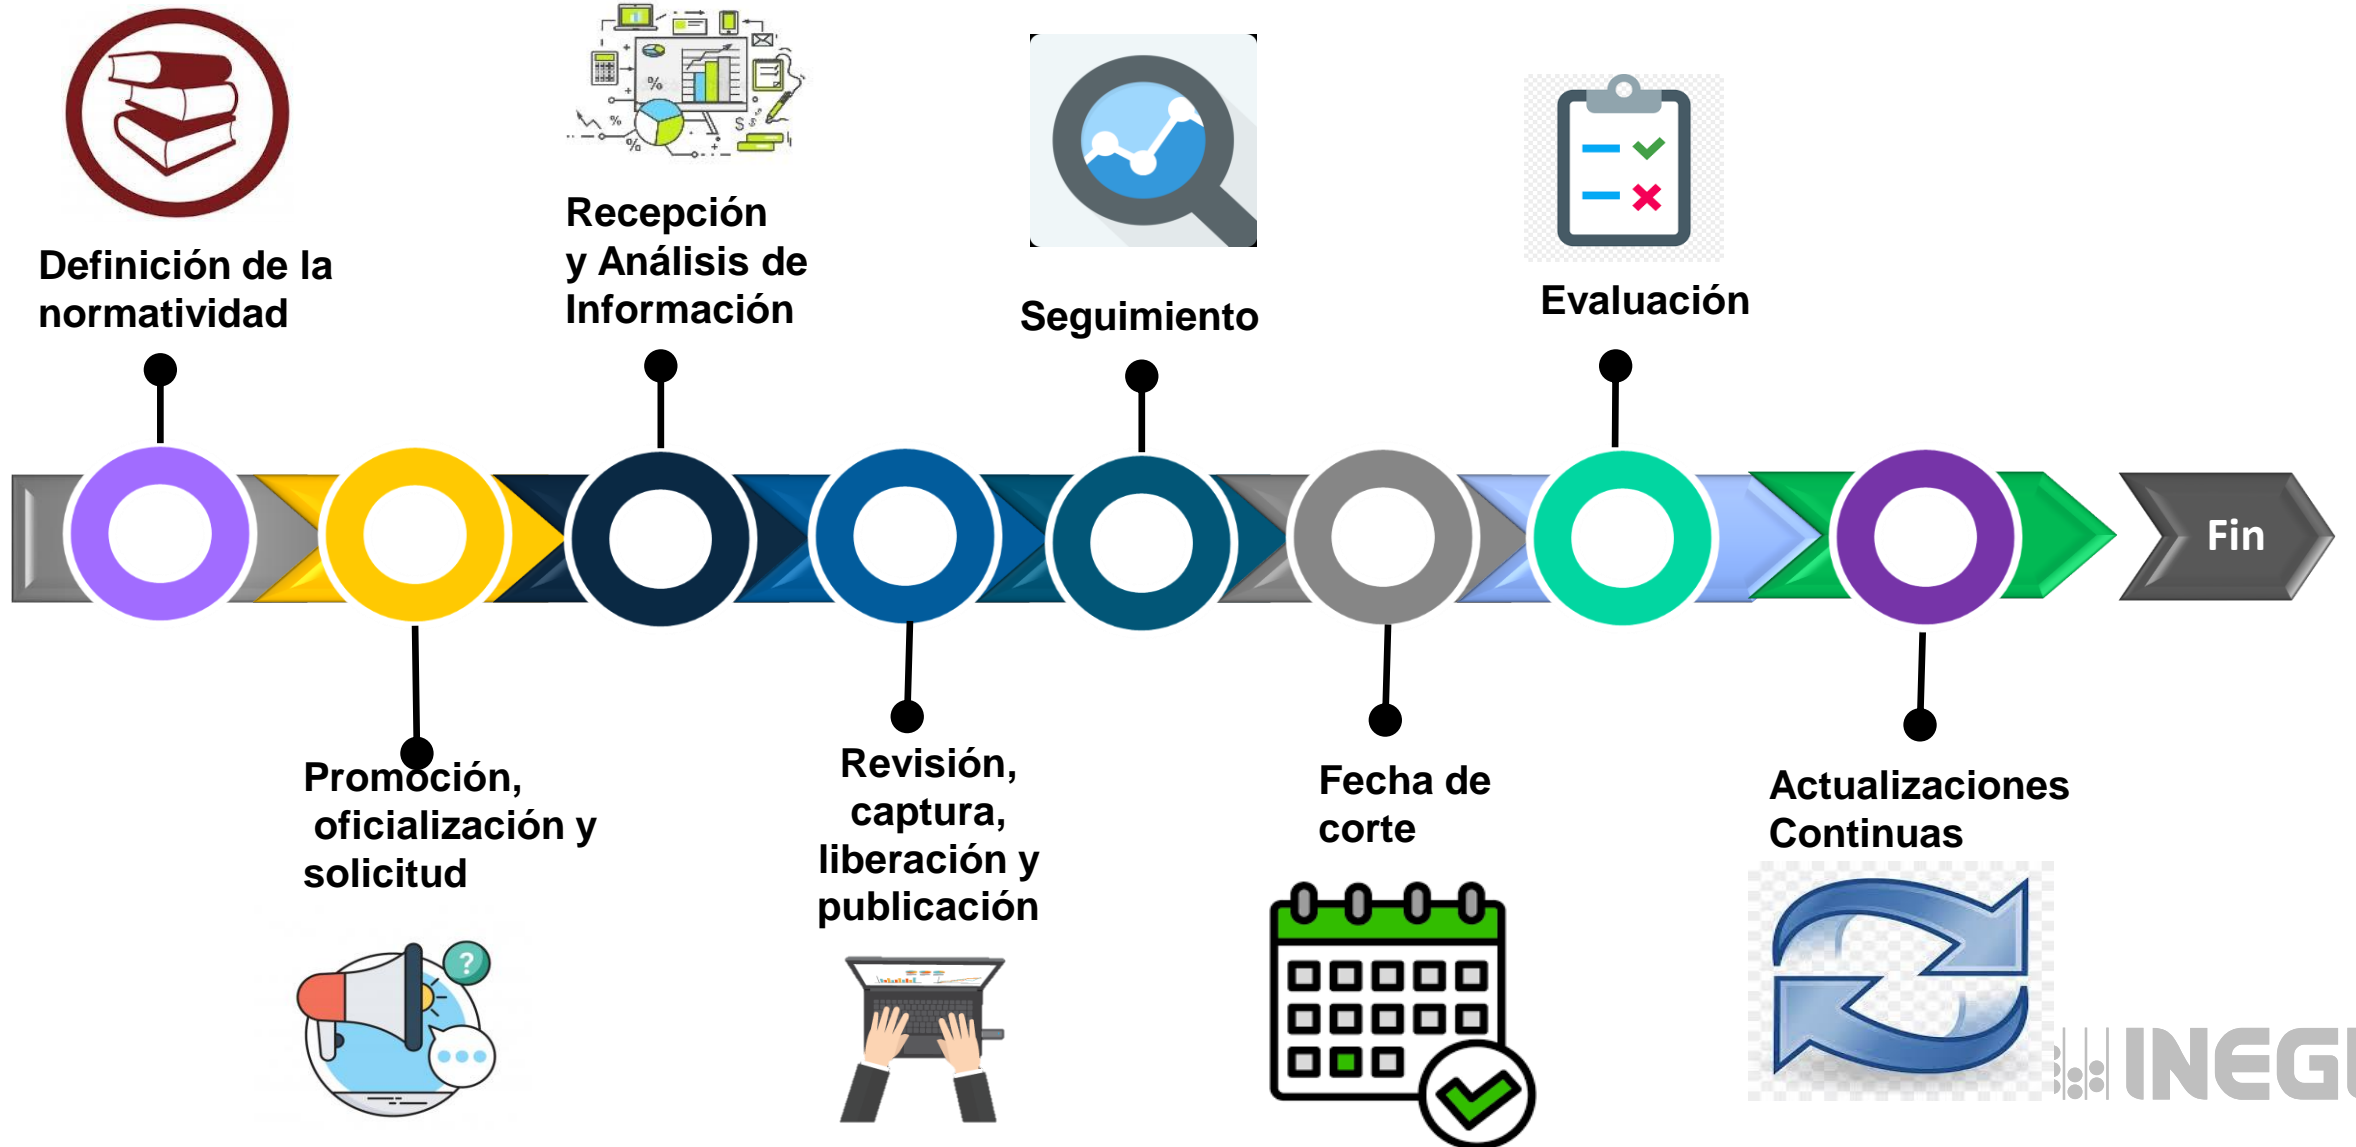 Definición de la
normatividad
Promoción,
oficialización y
solicitud
Recepción
y Análisis de
Información
Revisión,
captura,
liberación y
publicación
Seguimiento
Fecha de
corte
Evaluación
Actualizaciones
Continuas
Fin
INEGI